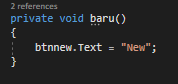 2 references
private void baru()
{
btnnew.Text = "New";
}